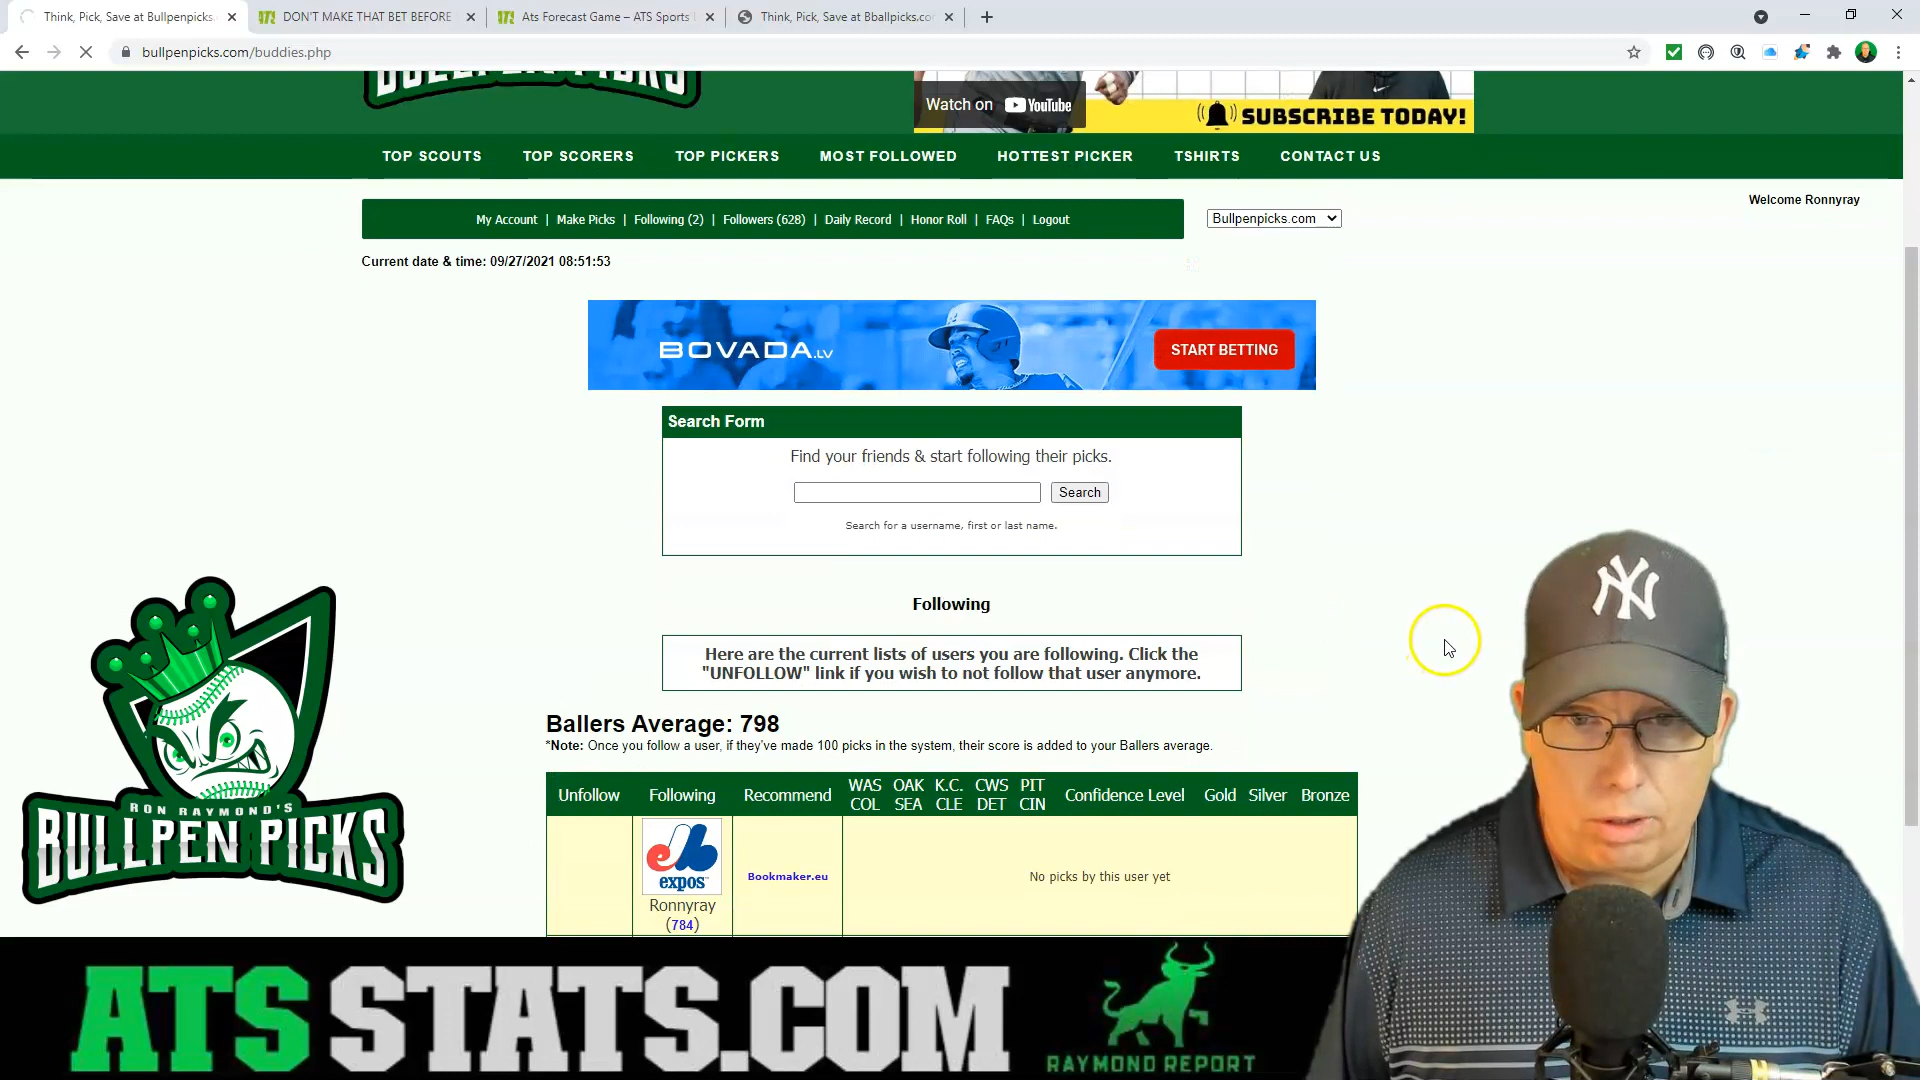 Think, Pick, Save at Bullpenpicks.
DON'T MAKE THAT BET BEFORE
Ats Forecast Game – ATS Sports
Think, Pick, Save at Bballpicks.co
bullpenpicks.com/buddies.php
BULLPEN PICKS
Watch on YouTube
SUBSCRIBE TODAY!
TOP SCOUTS TOP SCORERS TOP PICKERS MOST FOLLOWED HOTTEST PICKER TSHIRTS CONTACT US
Welcome Ronnyray
My Account | Make Picks | Following (2) | Followers (628) | Daily Record | Honor Roll | FAQs | Logout
Bullpenpicks.com
Current date & time: 09/27/2021 08:51:53
BOVADA.LV
START BETTING
Search Form
Find your friends & start following their picks.
Search
Search for a username, first or last name.
Following
Here are the current lists of users you are following. Click the
"UNFOLLOW" link if you wish to not follow that user anymore.
Ballers Average: 798
*Note: Once you follow a user, if they've made 100 picks in the system, their score is added to your Ballers average.
Unfollow Following Recommend WAS COL OAK SEA K.C. CLE CWS DET PIT CIN Confidence Level Gold Silver Bronze
expos
Ronnyray
(784)
Bookmaker.eu
No picks by this user yet
RON RAYMOND'S
BULLPEN PICKS
NY
ATSSTATS.COM
RAYMOND REPORT